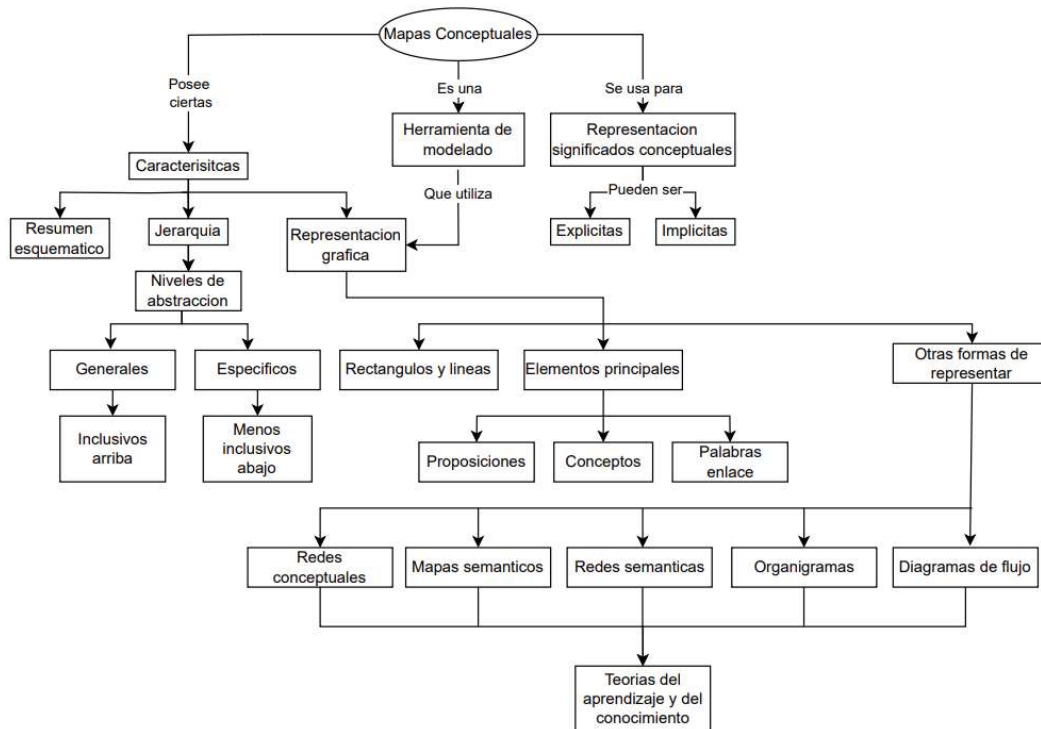 Mapas Conceptuales
Posee
ciertas
Es una
Se usa para
Herramienta de
modelado
Representacion
significados conceptuales
Caracterisitcas
Que utiliza
Pueden ser
Resumen
esquematico
Jerarquia
Representacion
grafica
Explicitas
Implicitas
Niveles de
abstraccion
Generales
Especificos
Rectangulos y lineas
Elementos principales
Otras formas de
representar
Inclusivos
arriba
Menos
inclusivos
abajo
Proposiciones
Conceptos
Palabras
enlace
Redes
conceptuales
Mapas semanticos
Redes semanticas
Organigramas
Diagramas de flujo
Teorias del
aprendizaje y del
conocimiento